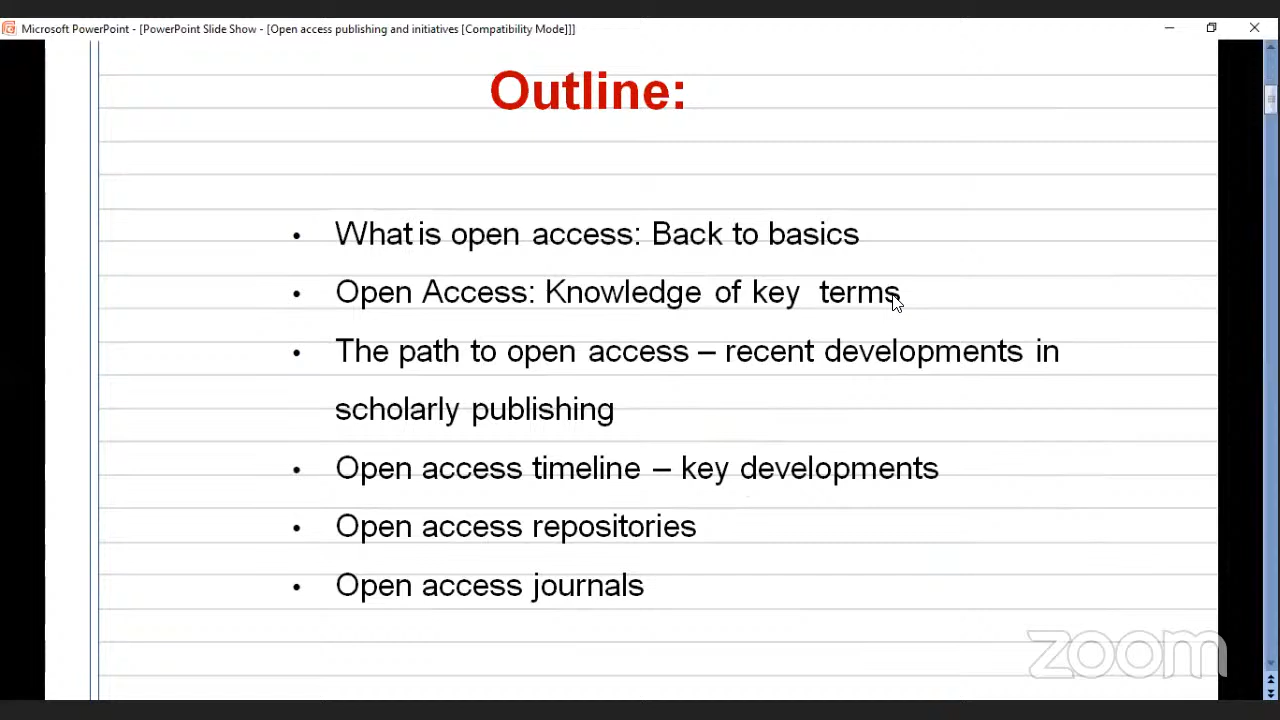 Microsoft PowerPoint - [PowerPoint Slide Show - [Open access publishing and initiatives [Compatibility Mode]]]
Outline:
• What is open access: Back to basics
• Open Access: Knowledge of key terms
• The path to open access – recent developments in
scholarly publishing
• Open access timeline – key developments
• Open access repositories
• Open access journals
zoom